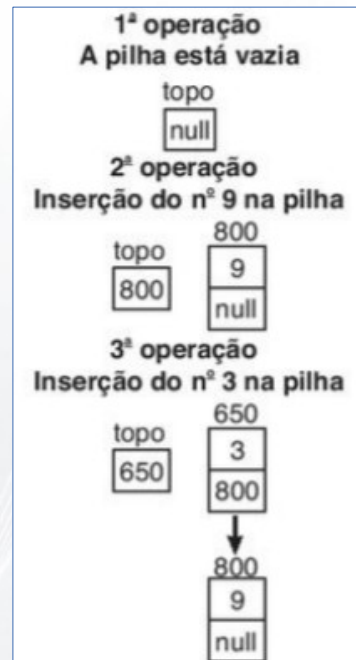 1ª operação
A pilha está vazia
topo
null
2ª operação
Inserção do nº 9 na pilha
800
topo
9
800
null
3ª operação
Inserção do nº 3 na pilha
650
topo
3
650
800
800
9
null